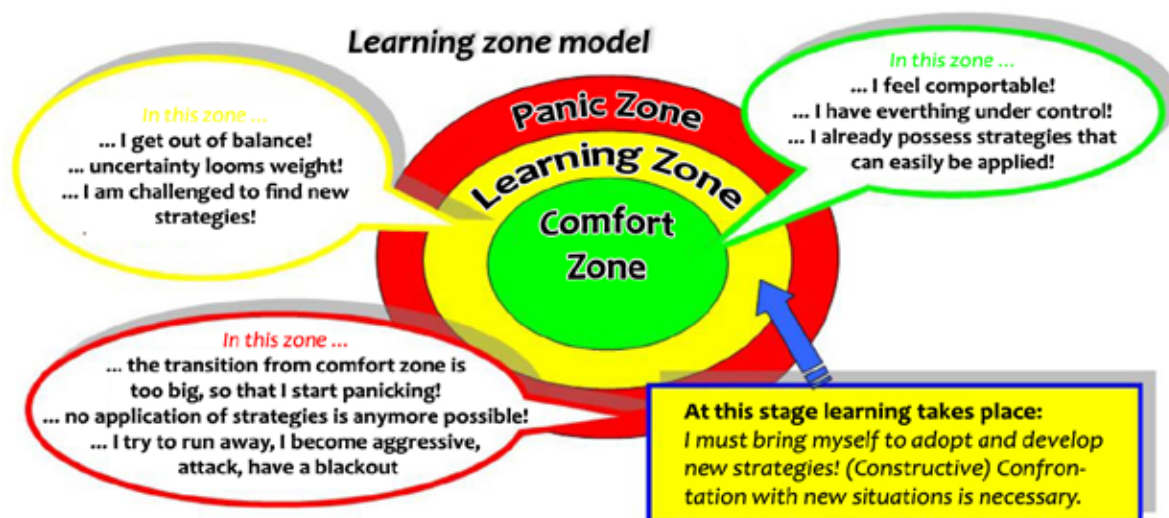 Learning zone model
In this zone ...
... I get out of balance!
... uncertainty looms weight!
... I am challenged to find new
strategies!
In this zone ...
... I feel comportable!
... I have everthing under control!
... I already possess strategies that
can easily be applied!
Panic Zone
Learning Zone
Comfort
Zone
In this zone ...
... the transition from comfort zone is
too big, so that I start panicking!
... no application of strategies is anymore possible!
... I try to run away, I become aggressive,
attack, have a blackout
At this stage learning takes place:
I must bring myself to adopt and develop
new strategies! (Constructive) Confron-
tation with new situations is necessary.